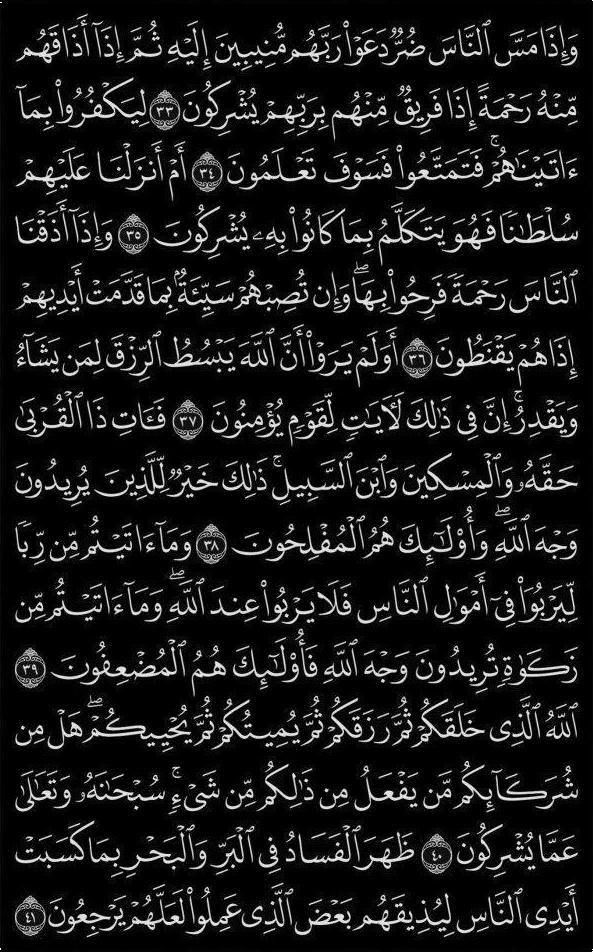 وَإِذَا مَسَّ ٱلنَّاسَ ضُرٌّ دَعَوْا۟ رَبَّهُم مُّنِيبِينَ إِلَيْهِ ثُمَّ إِذَآ أَذَاقَهُم
مِّنْهُ رَحْمَةً إِذَا فَرِيقٌ مِّنْهُم بِرَبِّهِمْ يُشْرِكُونَ ٣٣ لِيَكْفُرُوا۟ بِمَآ
ءَاتَيْنَـٰهُمْ ۚ فَتَمَتَّعُوا۟ فَسَوْفَ تَعْلَمُونَ ٣٤ أَمْ أَنزَلْنَا عَلَيْهِمْ
سُلْطَـٰنًا فَهُوَ يَتَكَلَّمُ بِمَا كَانُوا۟ بِهِۦ يُشْرِكُونَ ٣٥ وَإِذَآ أَذَقْنَا
ٱلنَّاسَ رَحْمَةً فَرِحُوا۟ بِهَا ۖ وَإِن تُصِبْهُمْ سَيِّئَةٌۢ بِمَا قَدَّمَتْ أَيْدِيهِمْ
إِذَا هُمْ يَقْنَطُونَ ٣٦ أَوَلَمْ يَرَوْا۟ أَنَّ ٱللَّهَ يَبْسُطُ ٱلرِّزْقَ لِمَن يَشَآءُ
وَيَقْدِرُ ۚ إِنَّ فِى ذَٰلِكَ لَـَٔايَـٰتٍ لِّقَوْمٍ يُؤْمِنُونَ ٣٧ فَـَٔاتِ ذَا ٱلْقُرْبَىٰ
حَقَّهُۥ وَٱلْمِسْكِينَ وَٱبْنَ ٱلسَّبِيلِ ۚ ذَٰلِكَ خَيْرٌ لِّلَّذِينَ يُرِيدُونَ
وَجْهَ ٱللَّهِ ۖ وَأُو۟لَـٰٓئِكَ هُمُ ٱلْمُفْلِحُونَ ٣٨ وَمَآ ءَاتَيْتُم مِّن رِّبًا
لِّيَرْبُوَا۟ فِىٓ أَمْوَٰلِ ٱلنَّاسِ فَلَا يَرْبُوا۟ عِندَ ٱللَّهِ ۖ وَمَآ ءَاتَيْتُم مِّن
زَكَوٰةٍ تُرِيدُونَ وَجْهَ ٱللَّهِ فَأُو۟لَـٰٓئِكَ هُمُ ٱلْمُضْعِفُونَ ٣٩
ٱللَّهُ ٱلَّذِى خَلَقَكُمْ ثُمَّ رَزَقَكُمْ ثُمَّ يُمِيتُكُمْ ثُمَّ يُحْيِيكُمْ ۖ هَلْ مِن
شُرَكَآئِكُم مَّن يَفْعَلُ مِن ذَٰلِكُم مِّن شَىْءٍ ۚ سُبْحَـٰنَهُۥ وَتَعَـٰلَىٰ
عَمَّا يُشْرِكُونَ ٤٠ ظَهَرَ ٱلْفَسَادُ فِى ٱلْبَرِّ وَٱلْبَحْرِ بِمَا كَسَبَتْ
أَيْدِى ٱلنَّاسِ لِيُذِيقَهُم بَعْضَ ٱلَّذِى عَمِلُوا۟ لَعَلَّهُمْ يَرْجِعُونَ ٤١